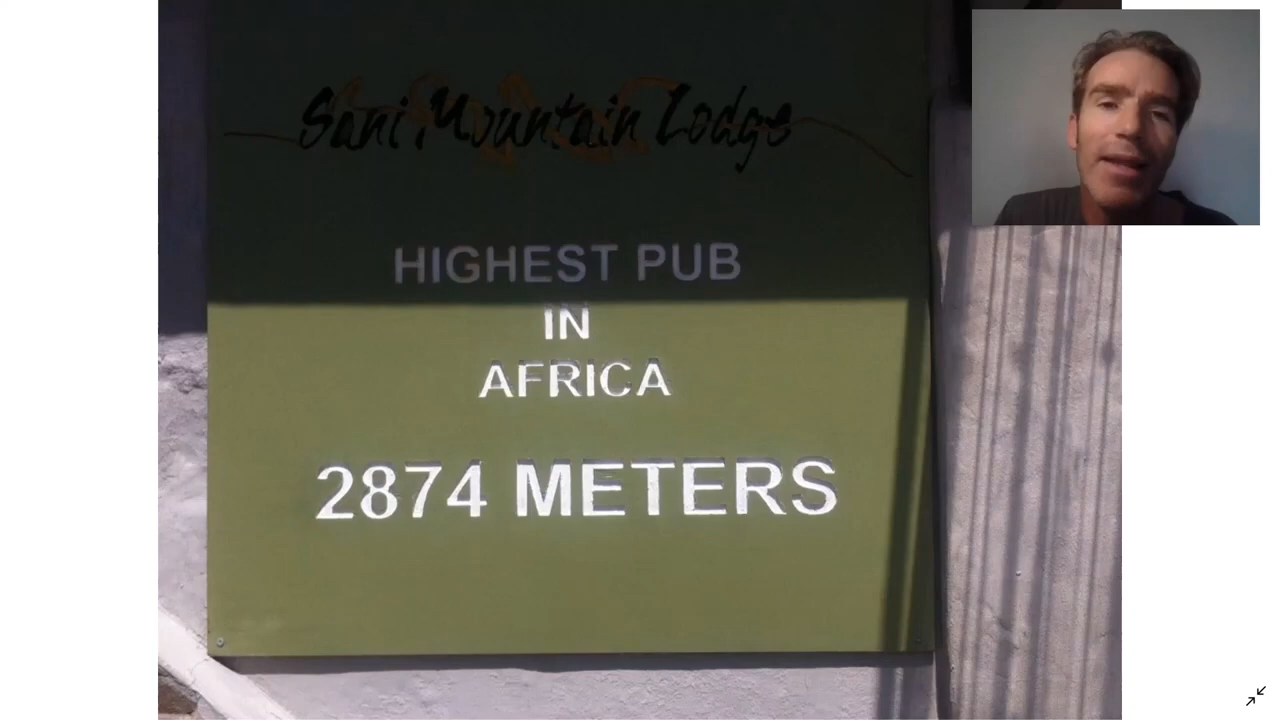 Sani Mountain Lodge
HIGHEST PUB
IN
AFRICA
2874 METERS